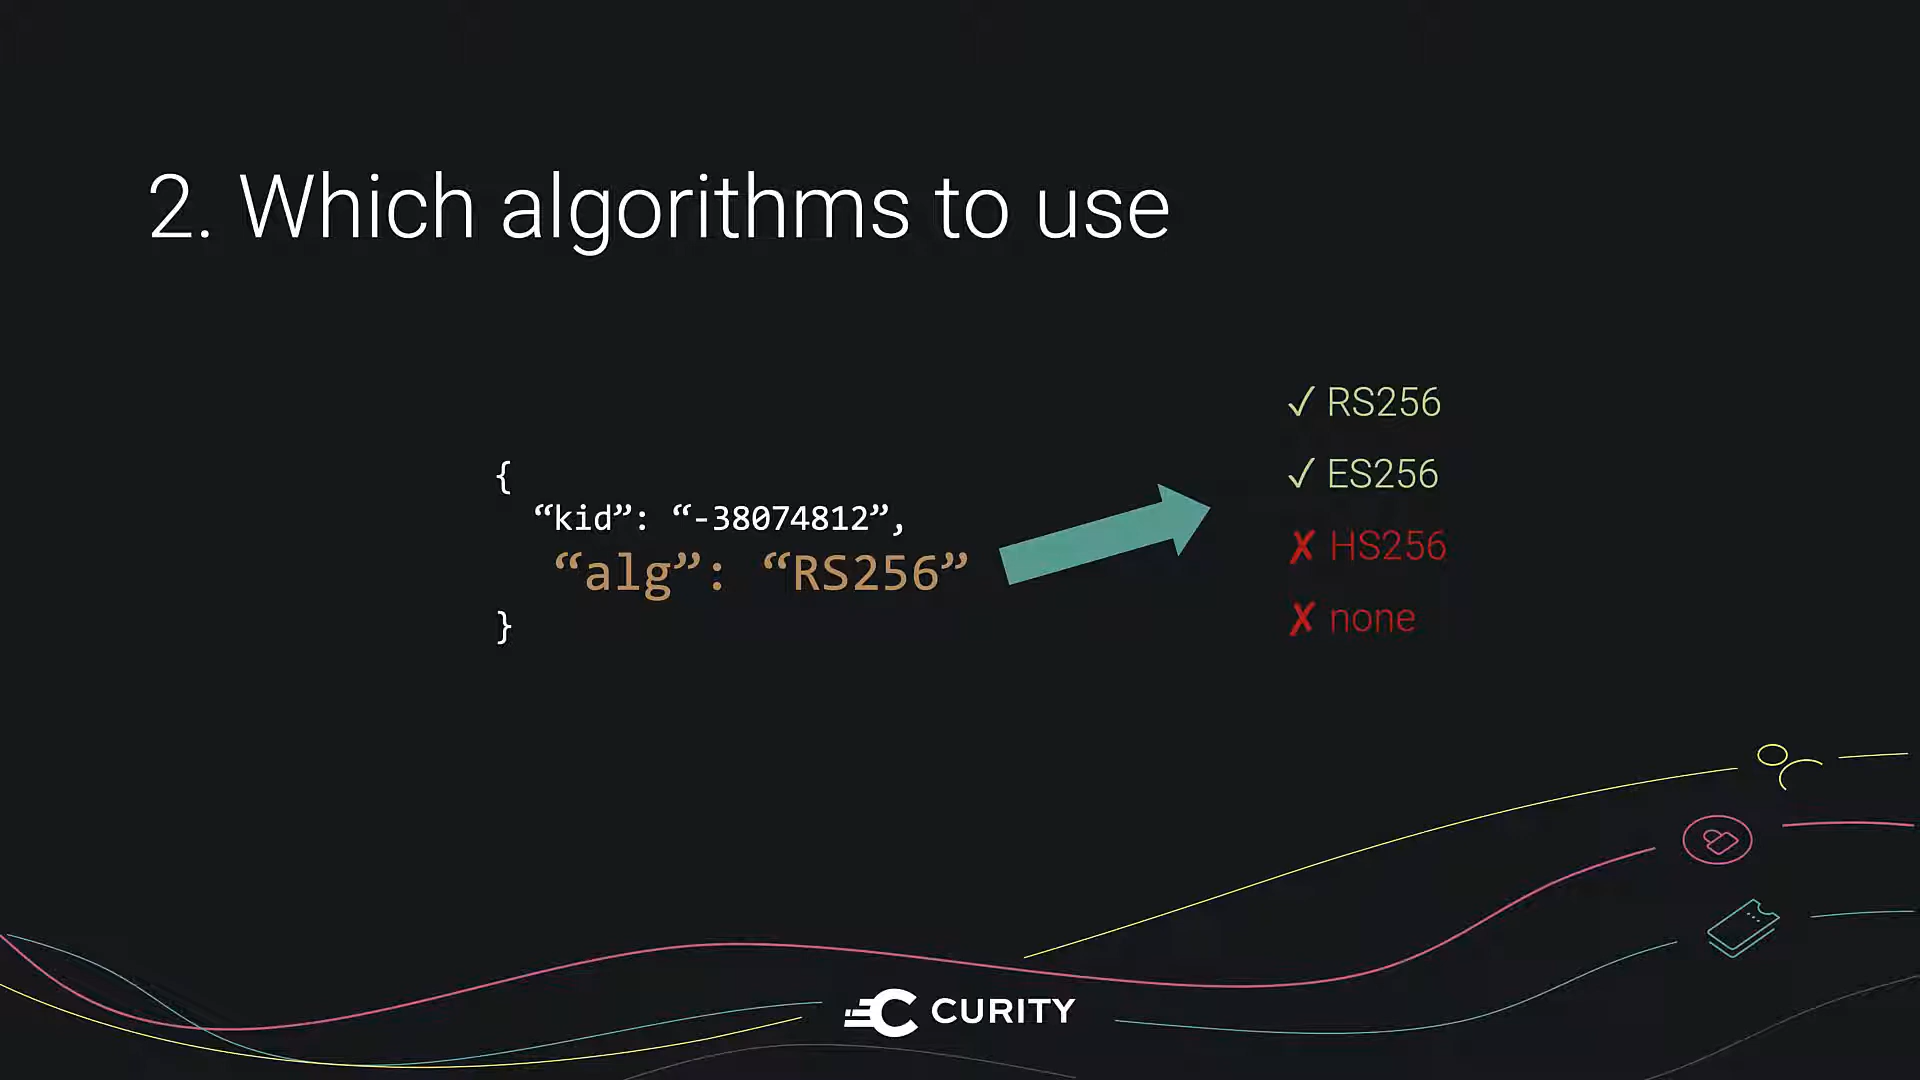 2. Which algorithms to use
{
“kid”: “-38074812”,
“alg”: “RS256”
}
✓ RS256
✓ ES256
✗ HS256
✗ none
CURITY